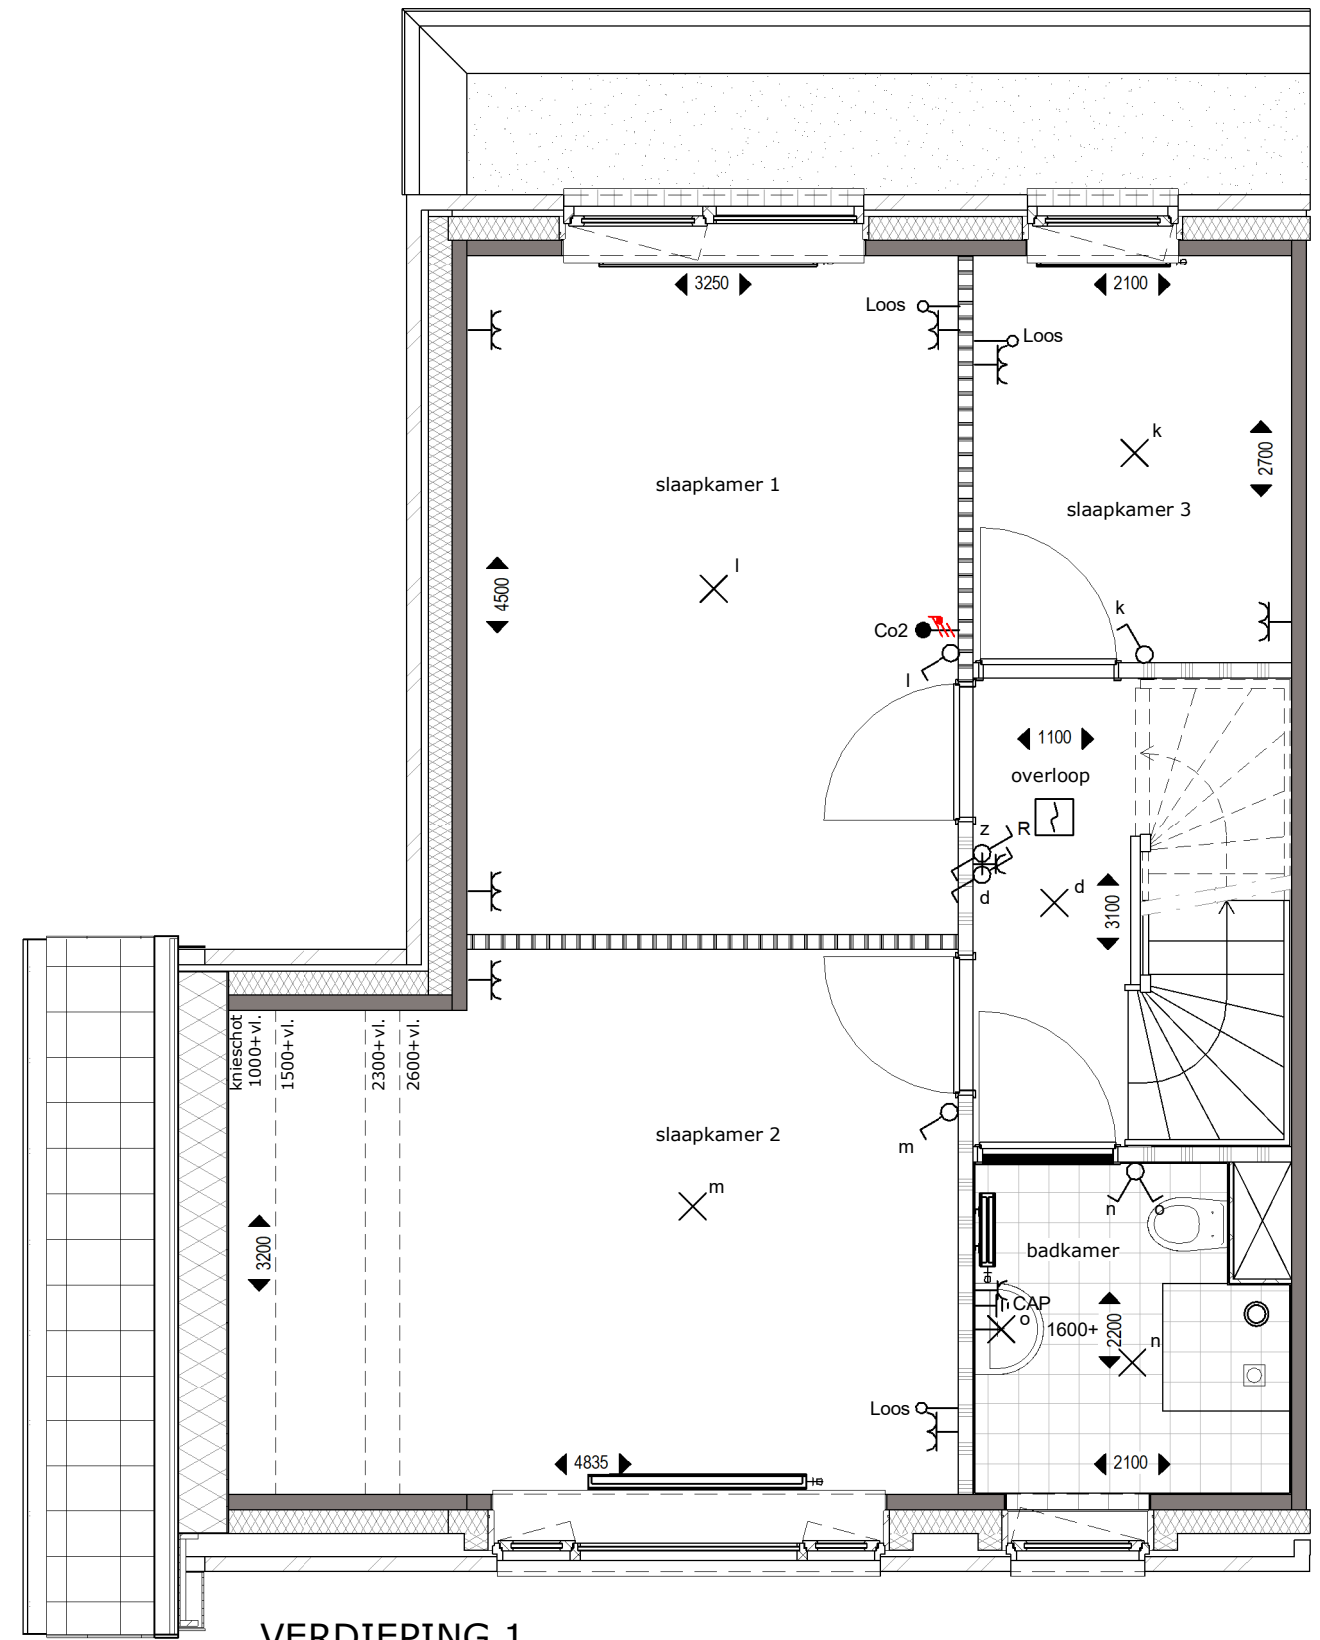 3250
2100
Loos
Loos
k
2700
slaapkamer 1
slaapkamer 3
l
4500
k
Co2
l
1100
overloop
z
R
d
d
3100
knieschot
1000+vl.
1500+vl.
2300+vl.
2600+vl.
slaapkamer 2
m
m
n
o
badkamer
3200
CAP
o
1600+
2200
n
Loos
4835
2100
VERDIEPING 1